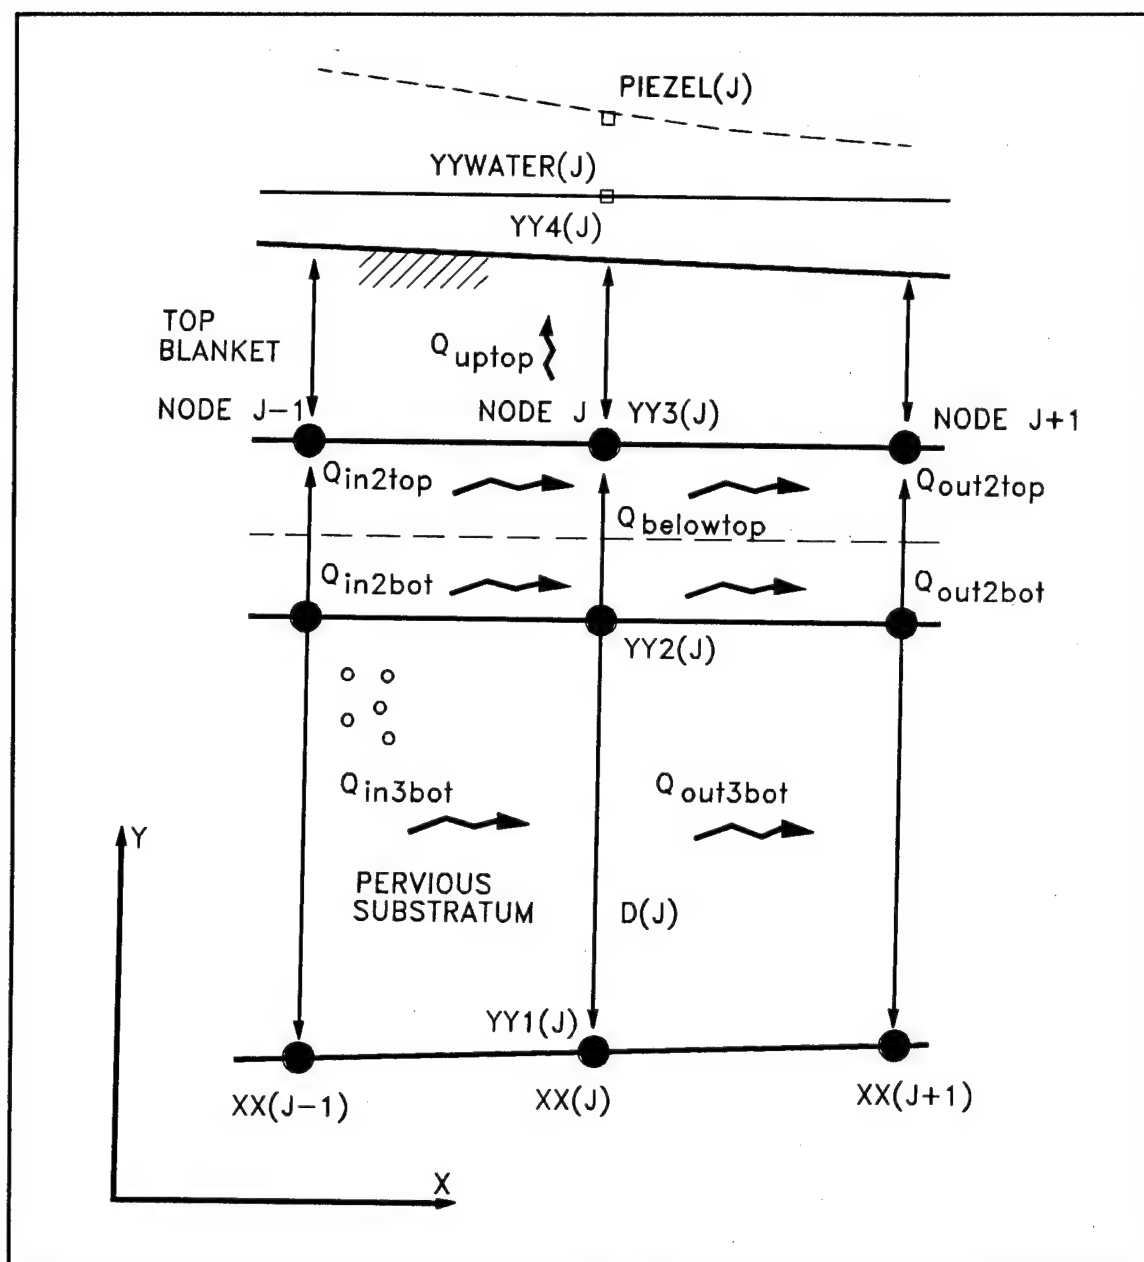 PIEZEL(J)
YYWATER(J)
YY4(J)
TOP
BLANKET
Q uptop
NODE J-1
NODE J
YY3(J)
NODE J+1
Q in2top
Q out2top
Q belowtop
Q in2bot
Q out2bot
YY2(J)
Q in3bot
Q out3bot
Y
PERVIOUS
SUBSTRATUM
D(J)
YY1(J)
XX(J-1)
XX(J)
XX(J+1)
X